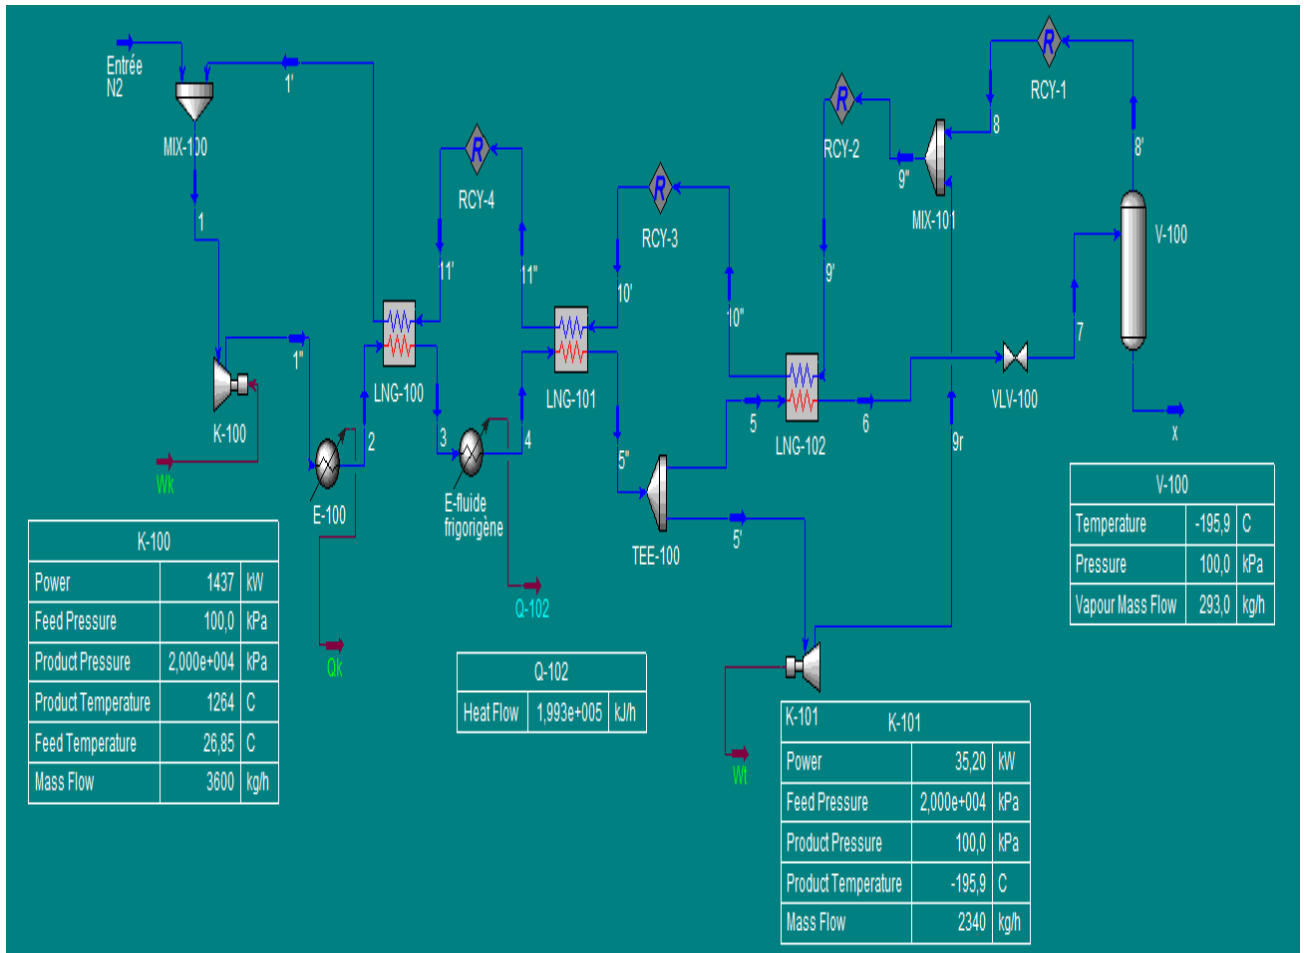 Entrée
N2
1'
MIX-100
1
K-100
1"
Wk
E-100
Qk
2
LNG-100
3
RCY-4
11'
11"
E-fluide
frigorigène
4
Q-102
LNG-101
10'
RCY-3
10"
5"
TEE-100
5
5'
LNG-102
6
9'
RCY-2
9"
MIX-101
8
RCY-1
8'
V-100
7
VLV-100
9r
x
Wt
K-101
K-100
Power 1437 kW
Feed Pressure 100,0 kPa
Product Pressure 2,000e+004 kPa
Product Temperature 1264 C
Feed Temperature 26,85 C
Mass Flow 3600 kg/h
Q-102
Heat Flow 1,993e+005 kJ/h
K-101
Power 35,20 kW
Feed Pressure 2,000e+004 kPa
Product Pressure 100,0 kPa
Product Temperature -195,9 C
Mass Flow 2340 kg/h
V-100
Temperature -195,9 C
Pressure 100,0 kPa
Vapour Mass Flow 293,0 kg/h
R
R
R
R